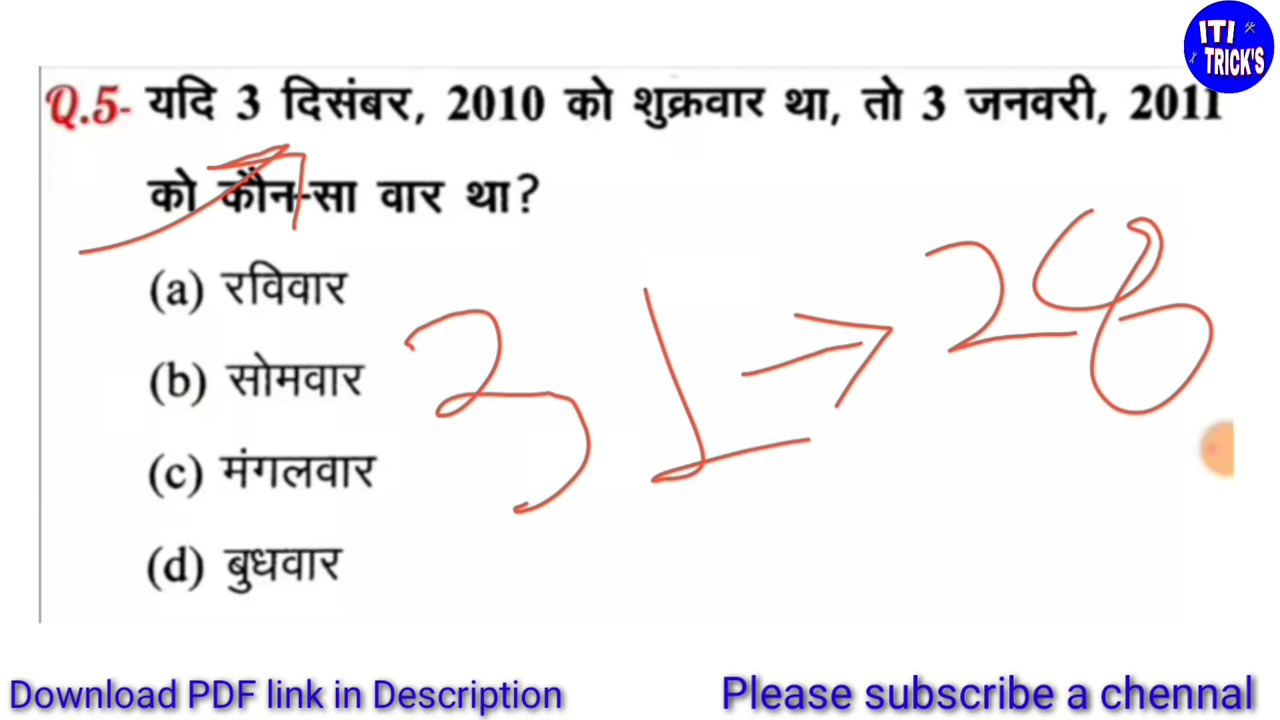 ITI
TRICK'S
Q.5- यदि 3 दिसंबर, 2010 को शुक्रवार था, तो 3 जनवरी, 2011
को कौन-सा वार था?
(a) रविवार
(b) सोमवार
(c) मंगलवार
(d) बुधवार
31 → 28
Download PDF link in Description
Please subscribe a chennal